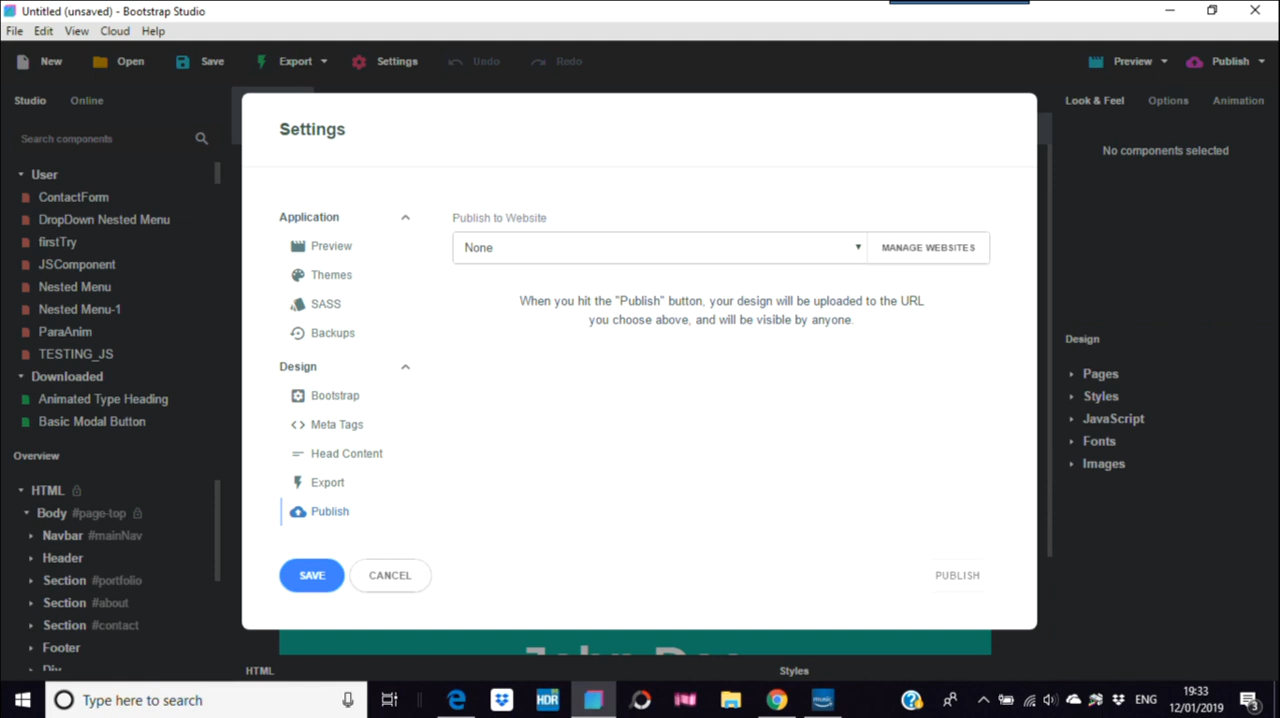 Untitled (unsaved) - Bootstrap Studio
File Edit View Cloud Help
New Open Save Export Settings Undo Redo Preview Publish
Studio Online
Search components
User
ContactForm
DropDown Nested Menu
firstTry
JSComponent
Nested Menu
Nested Menu-1
ParaAnim
TESTING_JS
Downloaded
Animated Type Heading
Basic Modal Button
Overview
HTML
Body #page-top
Navbar #mainNav
Header
Section #portfolio
Section #about
Section #contact
Footer
Div
Settings
Application
Preview
Themes
SASS
Backups
Design
Bootstrap
Meta Tags
Head Content
Export
Publish
Publish to Website
None
MANAGE WEBSITES
When you hit the "Publish" button, your design will be uploaded to the URL
you choose above, and will be visible by anyone.
SAVE CANCEL PUBLISH
Look & Feel Options Animation
No components selected
Design
Pages
Styles
JavaScript
Fonts
Images
HTML Styles
Type here to search
HDR
ENG
19:33
12/01/2019
3